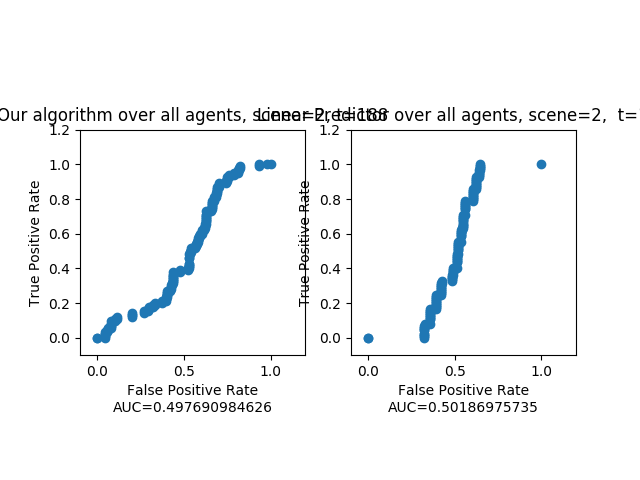 Our algorithm over all agents, scene=2, t=188
Linear Predictor over all agents, scene=2, t=
1.2
1.0
0.8
0.6
0.4
0.2
0.0
True Positive Rate
0.0 0.5 1.0
False Positive Rate
AUC=0.497690984626
1.2
1.0
0.8
0.6
0.4
0.2
0.0
True Positive Rate
0.0 0.5 1.0
False Positive Rate
AUC=0.50186975735